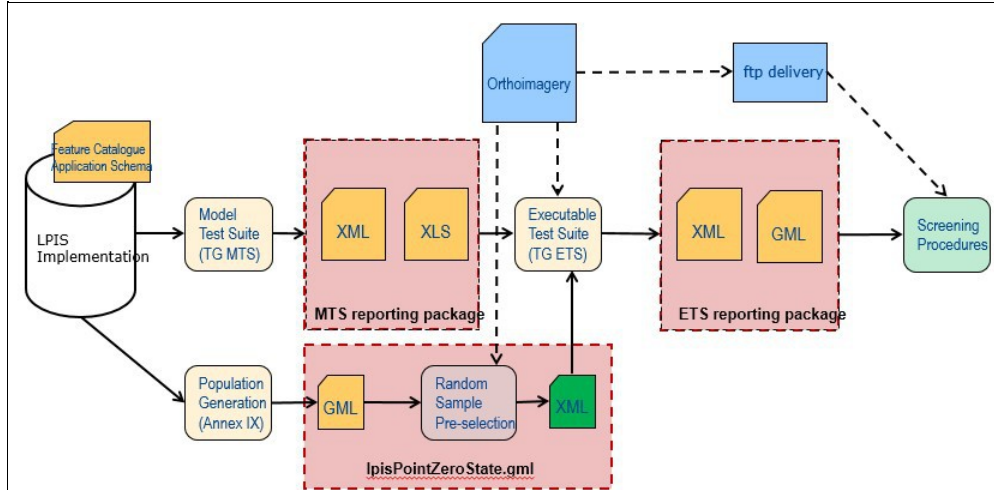 Orthoimagery
ftp delivery
Feature Catalogue
Application Schema
LPIS
Implementation
Model
Test Suite
(TG MTS)
XML
XLS
MTS reporting package
Executable
Test Suite
(TG ETS)
XML
GML
ETS reporting package
Screening
Procedures
Population
Generation
(Annex IX)
GML
Random
Sample
Pre-selection
XML
lpisPointZeroState.gml